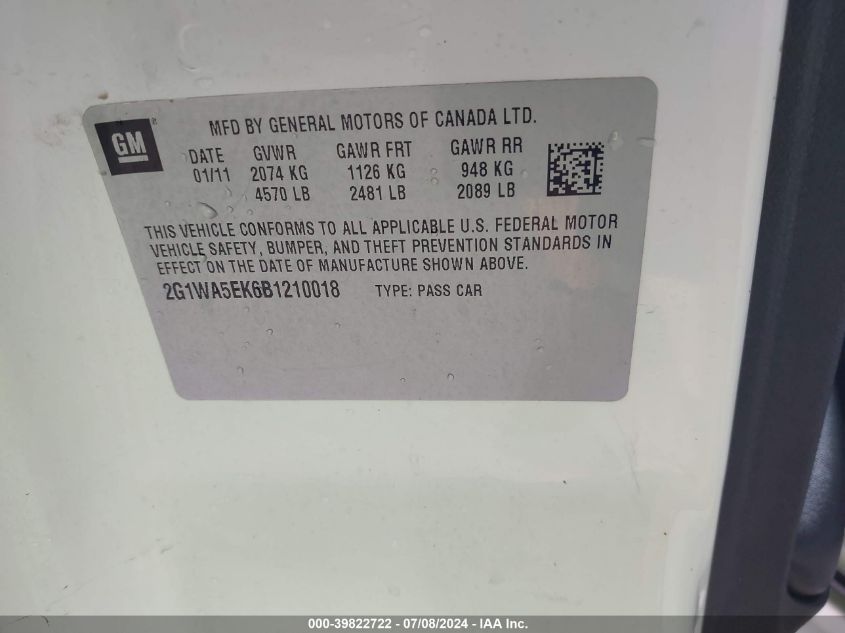 GM®
MFD BY GENERAL MOTORS OF CANADA LTD.
DATE GVWR GAWR FRT GAWR RR
01/11 2074 KG 1126 KG 948 KG
4570 LB 2481 LB 2089 LB
THIS VEHICLE CONFORMS TO ALL APPLICABLE U.S. FEDERAL MOTOR
VEHICLE SAFETY, BUMPER, AND THEFT PREVENTION STANDARDS IN
EFFECT ON THE DATE OF MANUFACTURE SHOWN ABOVE.
2G1WA5EK6B1210018 TYPE: PASS CAR
000-39822722 - 07/08/2024 - IAA Inc.